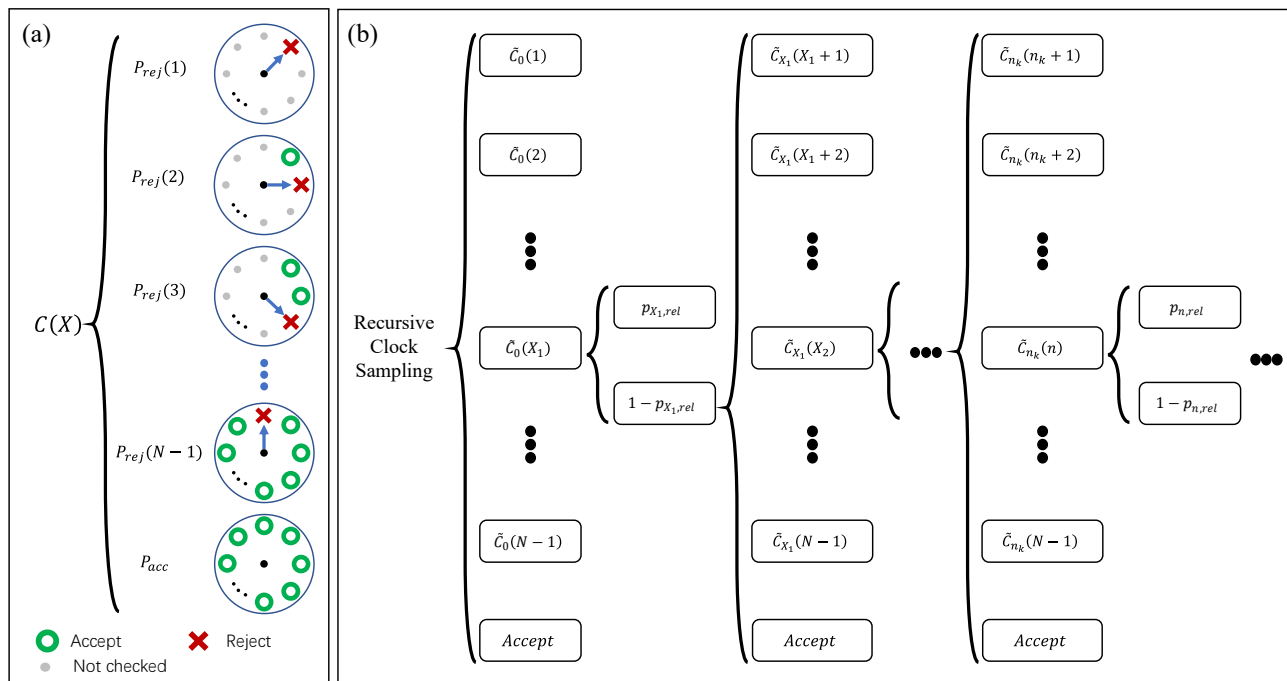 (a)
P_{rej}(1)
P_{rej}(2)
P_{rej}(3)
C(X)
P_{rej}(N − 1)
P_{acc}
Accept
Reject
Not checked
(b)
Recursive
Clock
Sampling
C̃_0(1)
C̃_0(2)
C̃_0(X_1)
C̃_0(N − 1)
Accept
p_{X_1,rel}
1 − p_{X_1,rel}
C̃_{X_1}(X_1 + 1)
C̃_{X_1}(X_1 + 2)
C̃_{X_1}(X_2)
C̃_{X_1}(N − 1)
Accept
C̃_{n_k}(n_k + 1)
C̃_{n_k}(n_k + 2)
C̃_{n_k}(n)
C̃_{n_k}(N − 1)
Accept
p_{n,rel}
1 − p_{n,rel}